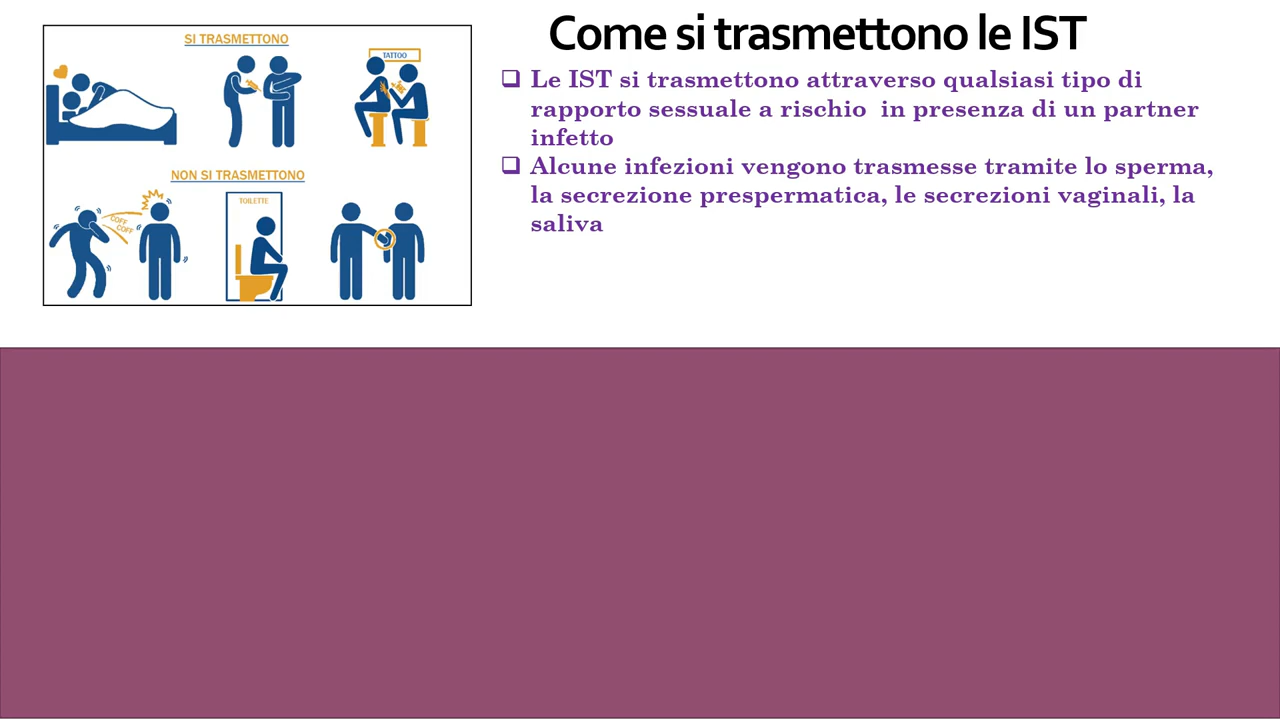 Come si trasmettono le IST
SI TRASMETTONO
TATTOO
NON SI TRASMETTONO
COFF
COFF
TOILETTE
❑ Le IST si trasmettono attraverso qualsiasi tipo di
rapporto sessuale a rischio in presenza di un partner
infetto
❑ Alcune infezioni vengono trasmesse tramite lo sperma,
la secrezione prespermatica, le secrezioni vaginali, la
saliva